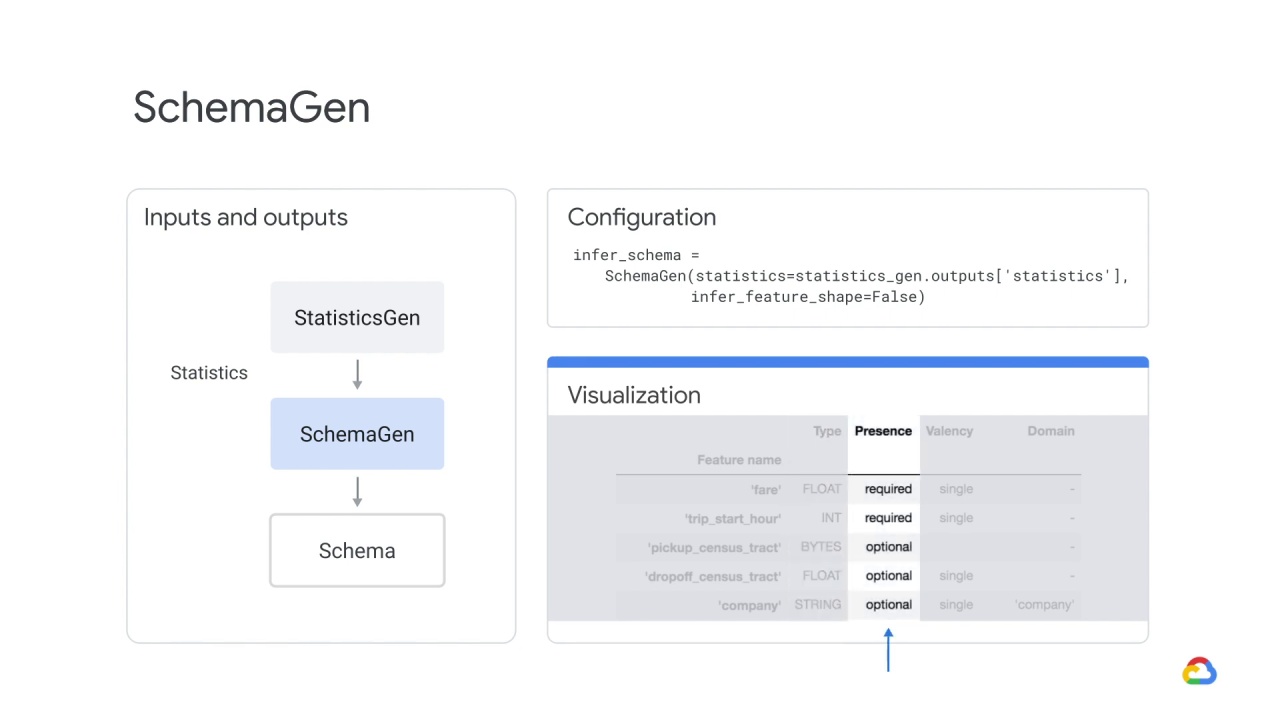 SchemaGen
Inputs and outputs
StatisticsGen
Statistics
SchemaGen
Schema
Configuration
infer_schema =
SchemaGen(statistics=statistics_gen.outputs['statistics'],
infer_feature_shape=False)
Visualization
Type Presence Valency Domain
Feature name
'fare' FLOAT required single -
'trip_start_hour' INT required single -
'pickup_census_tract' BYTES optional -
'dropoff_census_tract' FLOAT optional single -
'company' STRING optional single 'company'